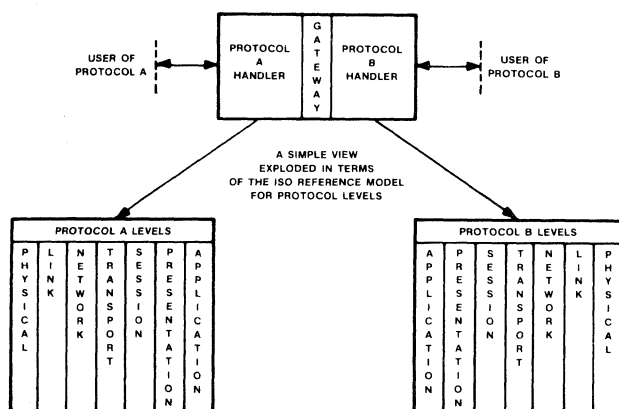 USER OF
PROTOCOL A
PROTOCOL
A
HANDLER
GATEWAY
PROTOCOL
B
HANDLER
USER OF
PROTOCOL B
A SIMPLE VIEW
EXPLODED IN TERMS
OF THE ISO REFERENCE MODEL
FOR PROTOCOL LEVELS
PROTOCOL A LEVELS
PHYSICAL
LINK
NETWORK
TRANSPORT
SESSION
PRESENTATION
APPLICATION
PROTOCOL B LEVELS
APPLICATION
PRESENTATION
SESSION
TRANSPORT
NETWORK
LINK
PHYSICAL